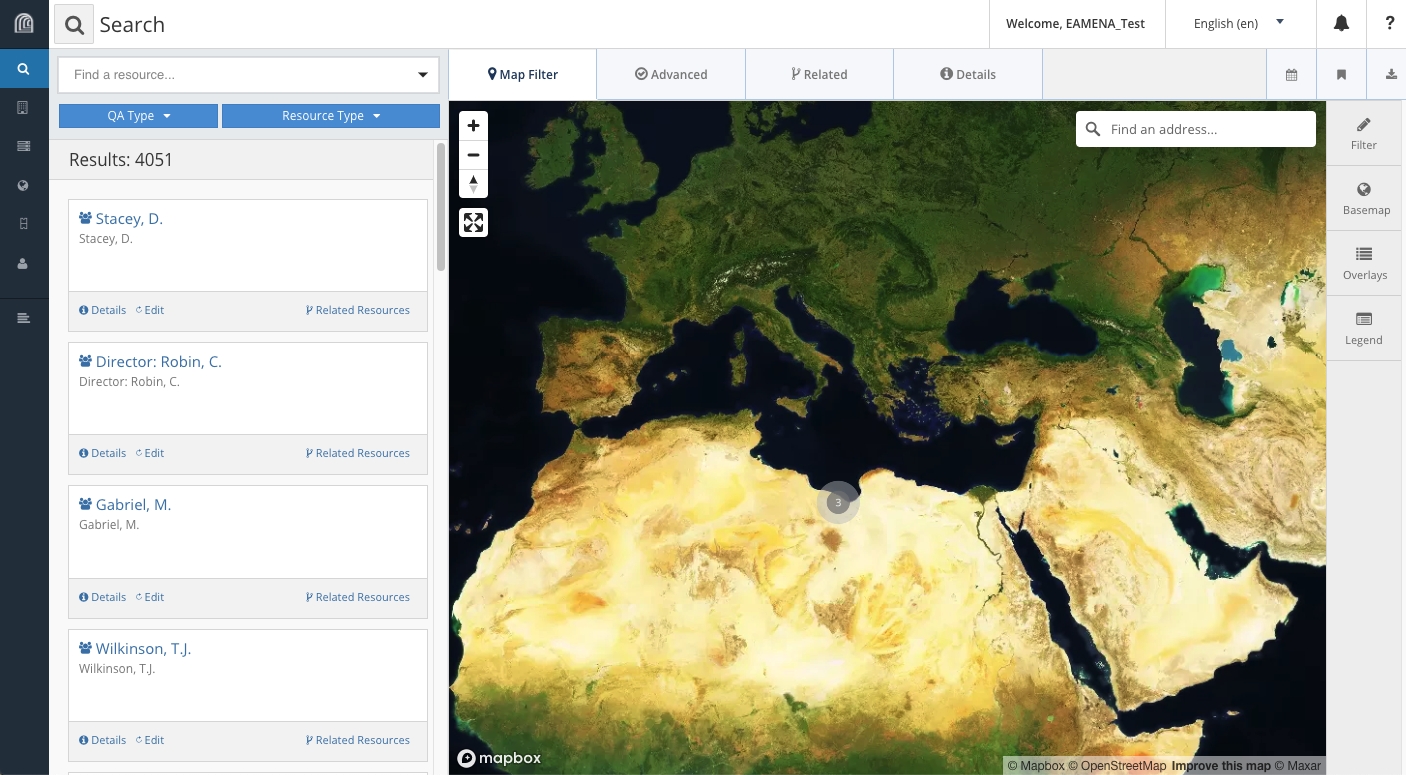 Search
Welcome, EAMENA_Test
English (en)
?
Find a resource...
Map Filter
Advanced
Related
Details
QA Type
Resource Type
Results: 4051
Stacey, D.
Stacey, D.
Details Edit Related Resources
Director: Robin, C.
Director: Robin, C.
Details Edit Related Resources
Gabriel, M.
Gabriel, M.
Details Edit Related Resources
Wilkinson, T.J.
Wilkinson, T.J.
Details Edit Related Resources
+
−
Find an address...
3
Filter
Basemap
Overlays
Legend
mapbox
© Mapbox © OpenStreetMap Improve this map © Maxar